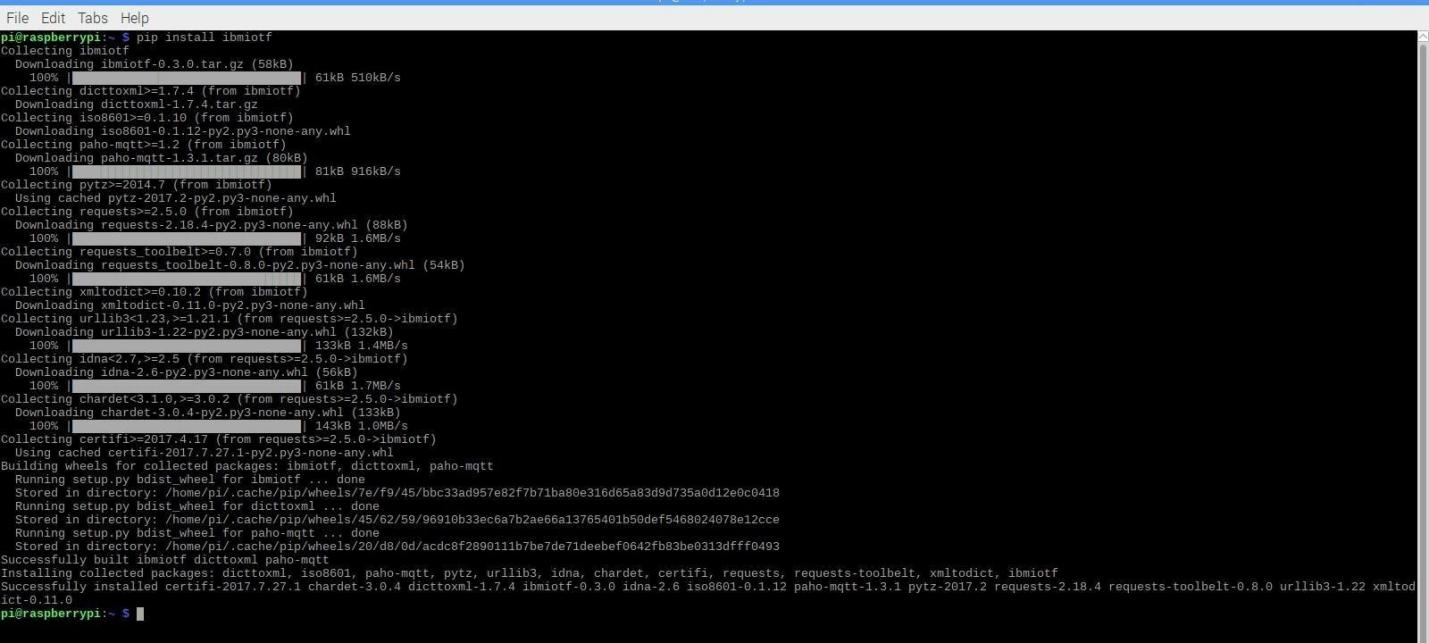 File Edit Tabs Help
pi@raspberrypi:~ $ pip install ibmiotf
Collecting ibmiotf
Downloading ibmiotf-0.3.0.tar.gz (58kB)
100% |████████████████████████████████| 61kB 510kB/s
Collecting dicttoxml>=1.7.4 (from ibmiotf)
Downloading dicttoxml-1.7.4.tar.gz
Collecting iso8601>=0.1.10 (from ibmiotf)
Downloading iso8601-0.1.12-py2.py3-none-any.whl
Collecting paho-mqtt>=1.2 (from ibmiotf)
Downloading paho-mqtt-1.3.1.tar.gz (80kB)
100% |████████████████████████████████| 81kB 916kB/s
Collecting pytz>=2014.7 (from ibmiotf)
Using cached pytz-2017.2-py2.py3-none-any.whl
Collecting requests>=2.5.0 (from ibmiotf)
Downloading requests-2.18.4-py2.py3-none-any.whl (88kB)
100% |████████████████████████████████| 92kB 1.6MB/s
Collecting requests_toolbelt>=0.7.0 (from ibmiotf)
Downloading requests_toolbelt-0.8.0-py2.py3-none-any.whl (54kB)
100% |████████████████████████████████| 61kB 1.6MB/s
Collecting xmltodict>=0.10.2 (from ibmiotf)
Downloading xmltodict-0.11.0-py2.py3-none-any.whl
Collecting urllib3<1.23,>=1.21.1 (from requests>=2.5.0->ibmiotf)
Downloading urllib3-1.22-py2.py3-none-any.whl (132kB)
100% |████████████████████████████████| 133kB 1.4MB/s
Collecting idna<2.7,>=2.5 (from requests>=2.5.0->ibmiotf)
Downloading idna-2.6-py2.py3-none-any.whl (56kB)
100% |████████████████████████████████| 61kB 1.7MB/s
Collecting chardet<3.1.0,>=3.0.2 (from requests>=2.5.0->ibmiotf)
Downloading chardet-3.0.4-py2.py3-none-any.whl (133kB)
100% |████████████████████████████████| 143kB 1.0MB/s
Collecting certifi>=2017.4.17 (from requests>=2.5.0->ibmiotf)
Using cached certifi-2017.7.27.1-py2.py3-none-any.whl
Building wheels for collected packages: ibmiotf, dicttoxml, paho-mqtt
Running setup.py bdist_wheel for ibmiotf ... done
Stored in directory: /home/pi/.cache/pip/wheels/7e/f9/45/bbc33ad957e82f7b71ba80e316d65a83d9d735a0d12e0c0418
Running setup.py bdist_wheel for dicttoxml ... done
Stored in directory: /home/pi/.cache/pip/wheels/45/62/59/96910b33ec6a7b2ae66a13765401b50def5468024078e12cce
Running setup.py bdist_wheel for paho-mqtt ... done
Stored in directory: /home/pi/.cache/pip/wheels/20/d8/0d/acdc8f2890111b7be7de71deebef0642fb83be0313dfff0493
Successfully built ibmiotf dicttoxml paho-mqtt
Installing collected packages: dicttoxml, iso8601, paho-mqtt, pytz, urllib3, idna, chardet, certifi, requests, requests-toolbelt, xmltodict, ibmiotf
Successfully installed certifi-2017.7.27.1 chardet-3.0.4 dicttoxml-1.7.4 ibmiotf-0.3.0 idna-2.6 iso8601-0.1.12 paho-mqtt-1.3.1 pytz-2017.2 requests-2.18.4 requests-toolbelt-0.8.0 urllib3-1.22 xmltod
ict-0.11.0
pi@raspberrypi:~ $